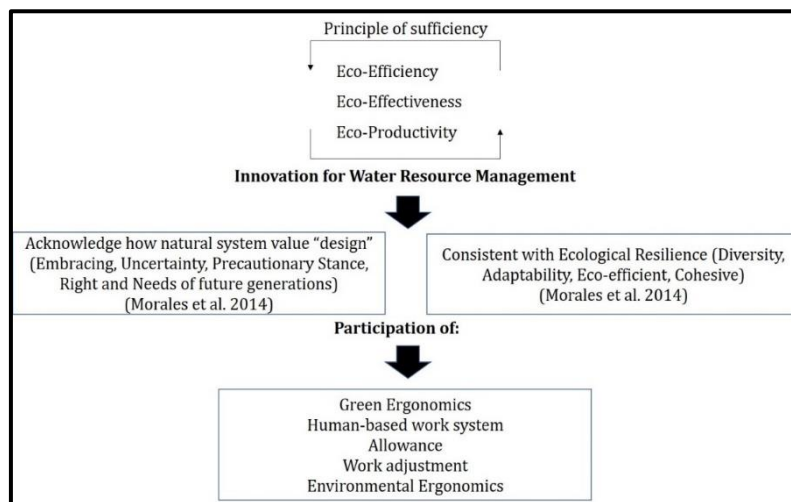 Principle of sufficiency
Eco-Efficiency
Eco-Effectiveness
Eco-Productivity
Innovation for Water Resource Management
Acknowledge how natural system value “design”
(Embracing, Uncertainty, Precautionary Stance,
Right and Needs of future generations)
(Morales et al. 2014)
Consistent with Ecological Resilience (Diversity,
Adaptability, Eco-efficient, Cohesive)
(Morales et al. 2014)
Participation of:
Green Ergonomics
Human-based work system
Allowance
Work adjustment
Environmental Ergonomics